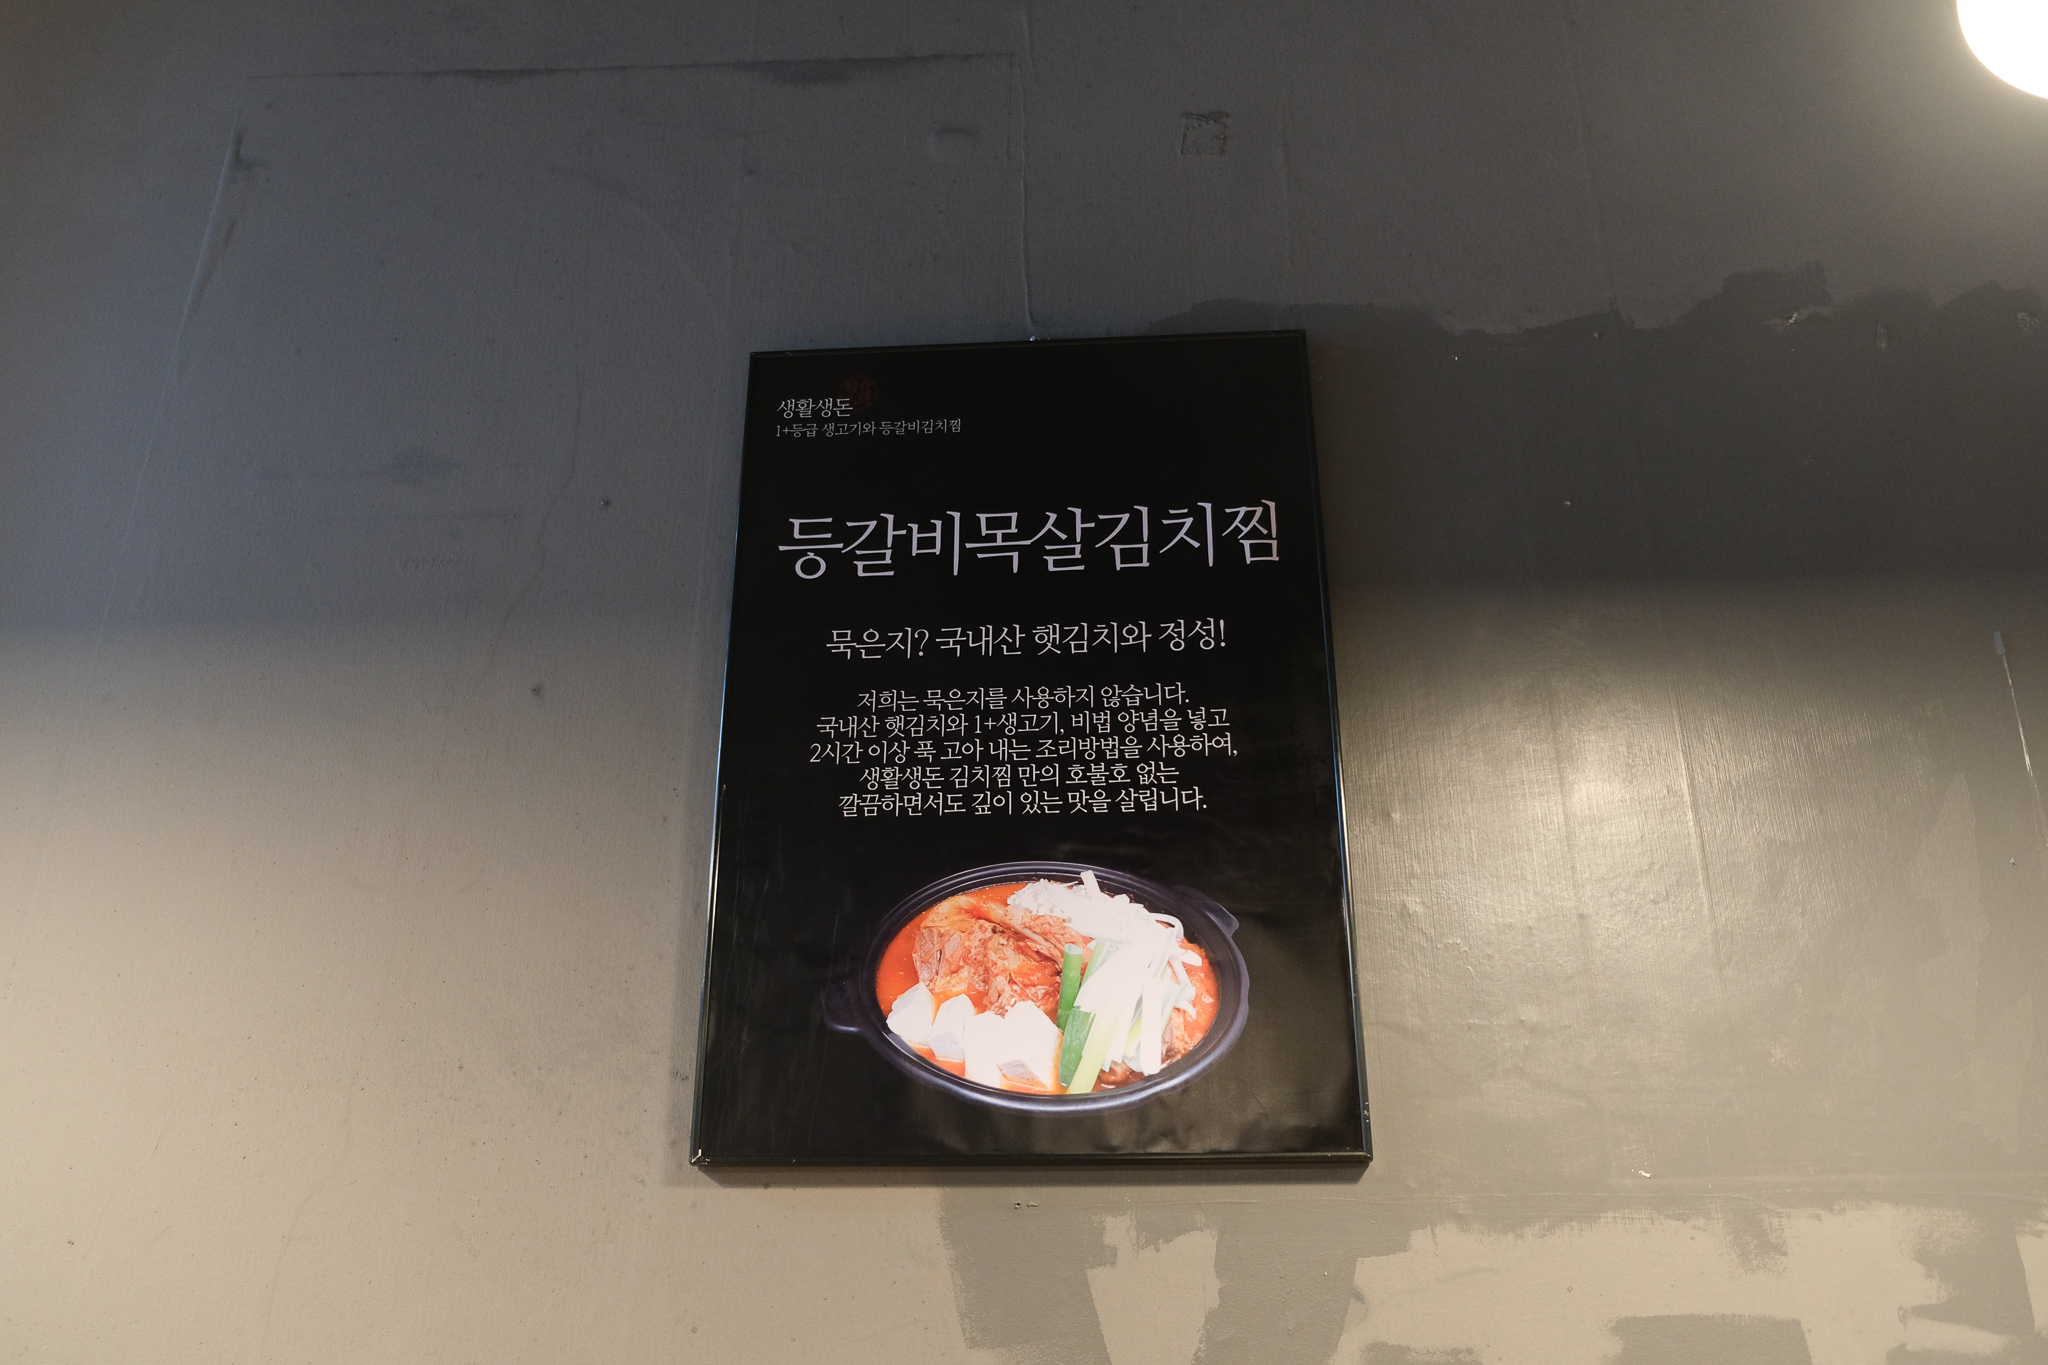 생활생돈
1+등급 생고기와 등갈비김치찜
등갈비목살김치찜
묵은지? 국내산 햇김치와 정성!
저희는 묵은지를 사용하지 않습니다.
국내산 햇김치와 1+생고기, 비법 양념을 넣고
2시간 이상 푹 고아 내는 조리방법을 사용하여,
생활생돈 김치찜 만의 호불호 없는
깔끔하면서도 깊이 있는 맛을 살립니다.